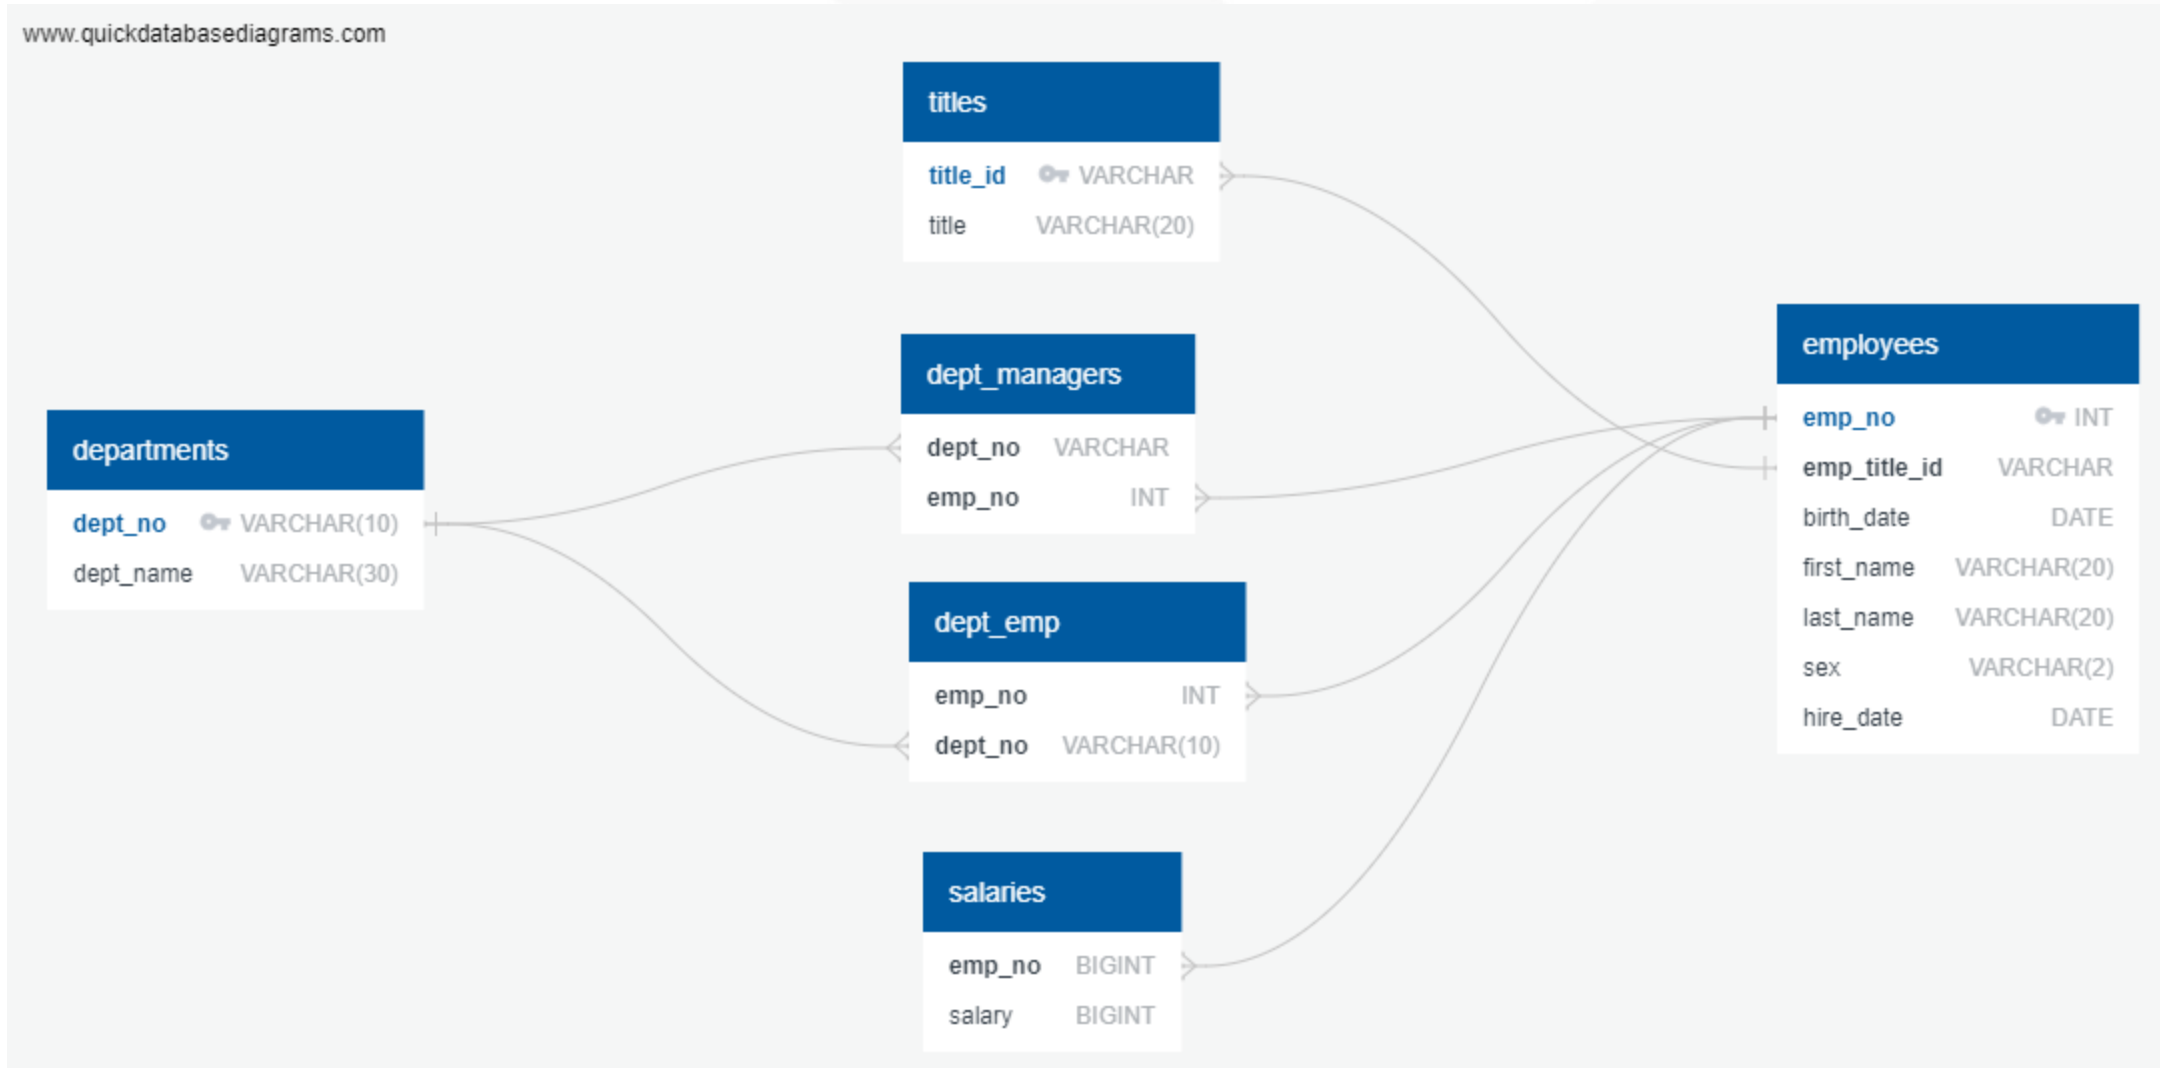 www.quickdatabasediagrams.com
titles
title_id VARCHAR
title VARCHAR(20)
dept_managers
dept_no VARCHAR
emp_no INT
departments
dept_no VARCHAR(10)
dept_name VARCHAR(30)
dept_emp
emp_no INT
dept_no VARCHAR(10)
salaries
emp_no BIGINT
salary BIGINT
employees
emp_no INT
emp_title_id VARCHAR
birth_date DATE
first_name VARCHAR(20)
last_name VARCHAR(20)
sex VARCHAR(2)
hire_date DATE